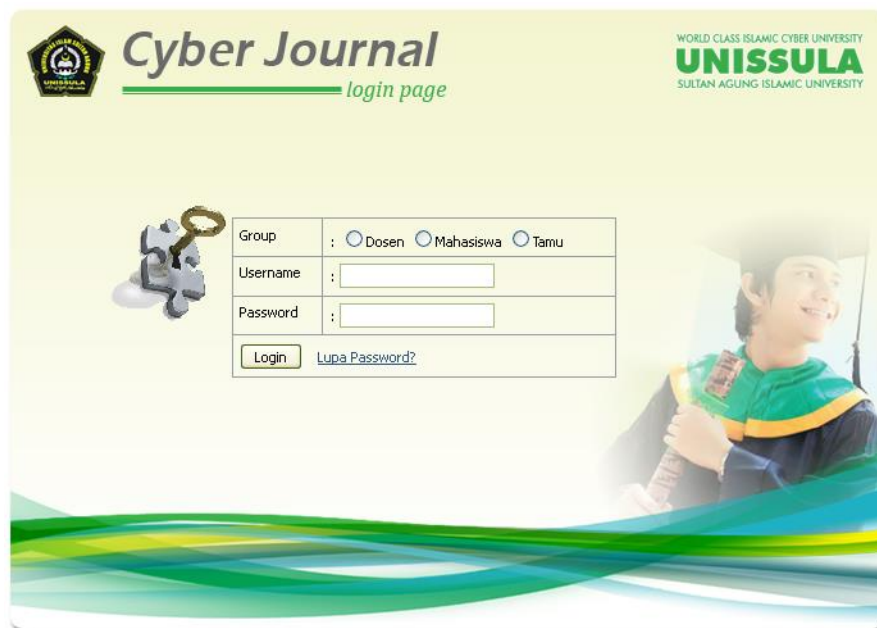 Cyber Journal
login page
WORLD CLASS ISLAMIC CYBER UNIVERSITY
UNISSULA
SULTAN AGUNG ISLAMIC UNIVERSITY
UNISSULA
Group : Dosen Mahasiswa Tamu
Username :
Password :
Login Lupa Password?